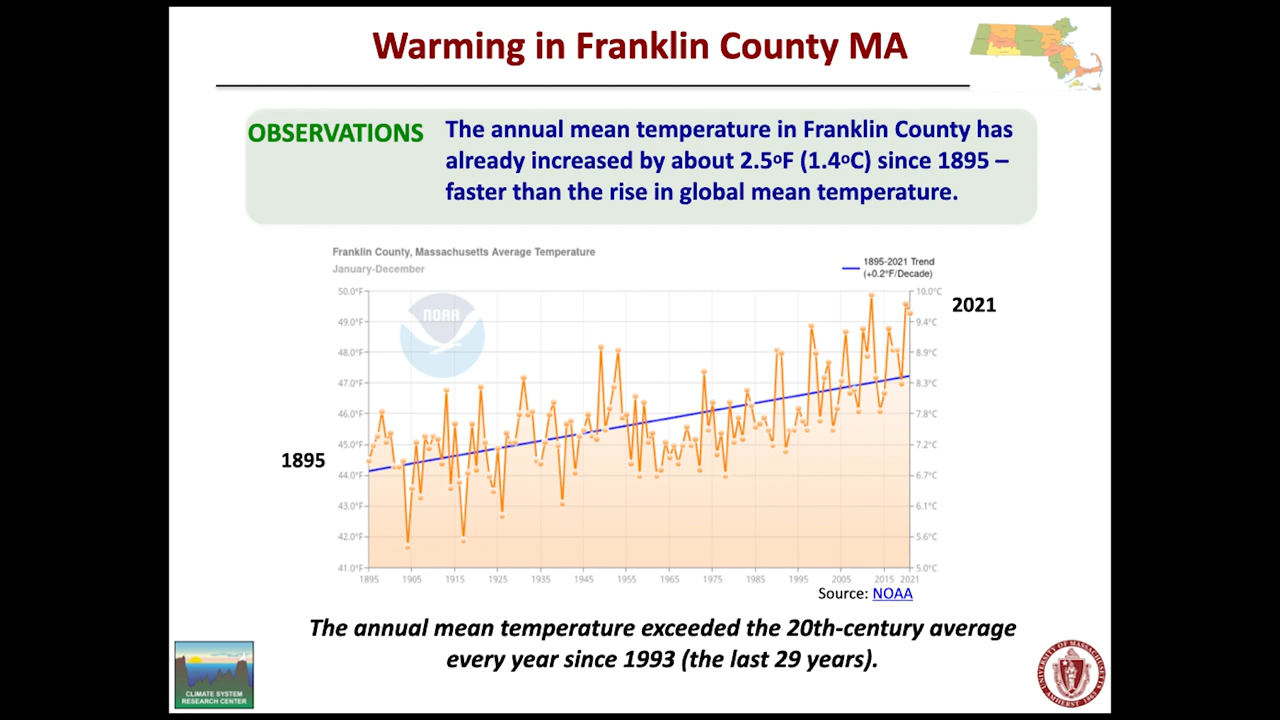 Warming in Franklin County MA
OBSERVATIONS
The annual mean temperature in Franklin County has
already increased by about 2.5oF (1.4oC) since 1895 –
faster than the rise in global mean temperature.
Franklin County, Massachusetts Average Temperature
January-December
1895-2021 Trend
(+0.2°F/Decade)
NOAA
50.0°F
49.0°F
48.0°F
47.0°F
46.0°F
45.0°F
44.0°F
43.0°F
42.0°F
41.0°F
10.0°C
9.4°C
8.9°C
8.3°C
7.8°C
7.2°C
6.7°C
6.1°C
5.6°C
5.0°C
2021
1895
1895 1905 1915 1925 1935 1945 1955 1965 1975 1985 1995 2005 2015 2021
Source: NOAA
The annual mean temperature exceeded the 20th-century average
every year since 1993 (the last 29 years).
CLIMATE SYSTEM
RESEARCH CENTER
UNIVERSITY OF MASSACHUSETTS
AMHERST 1863